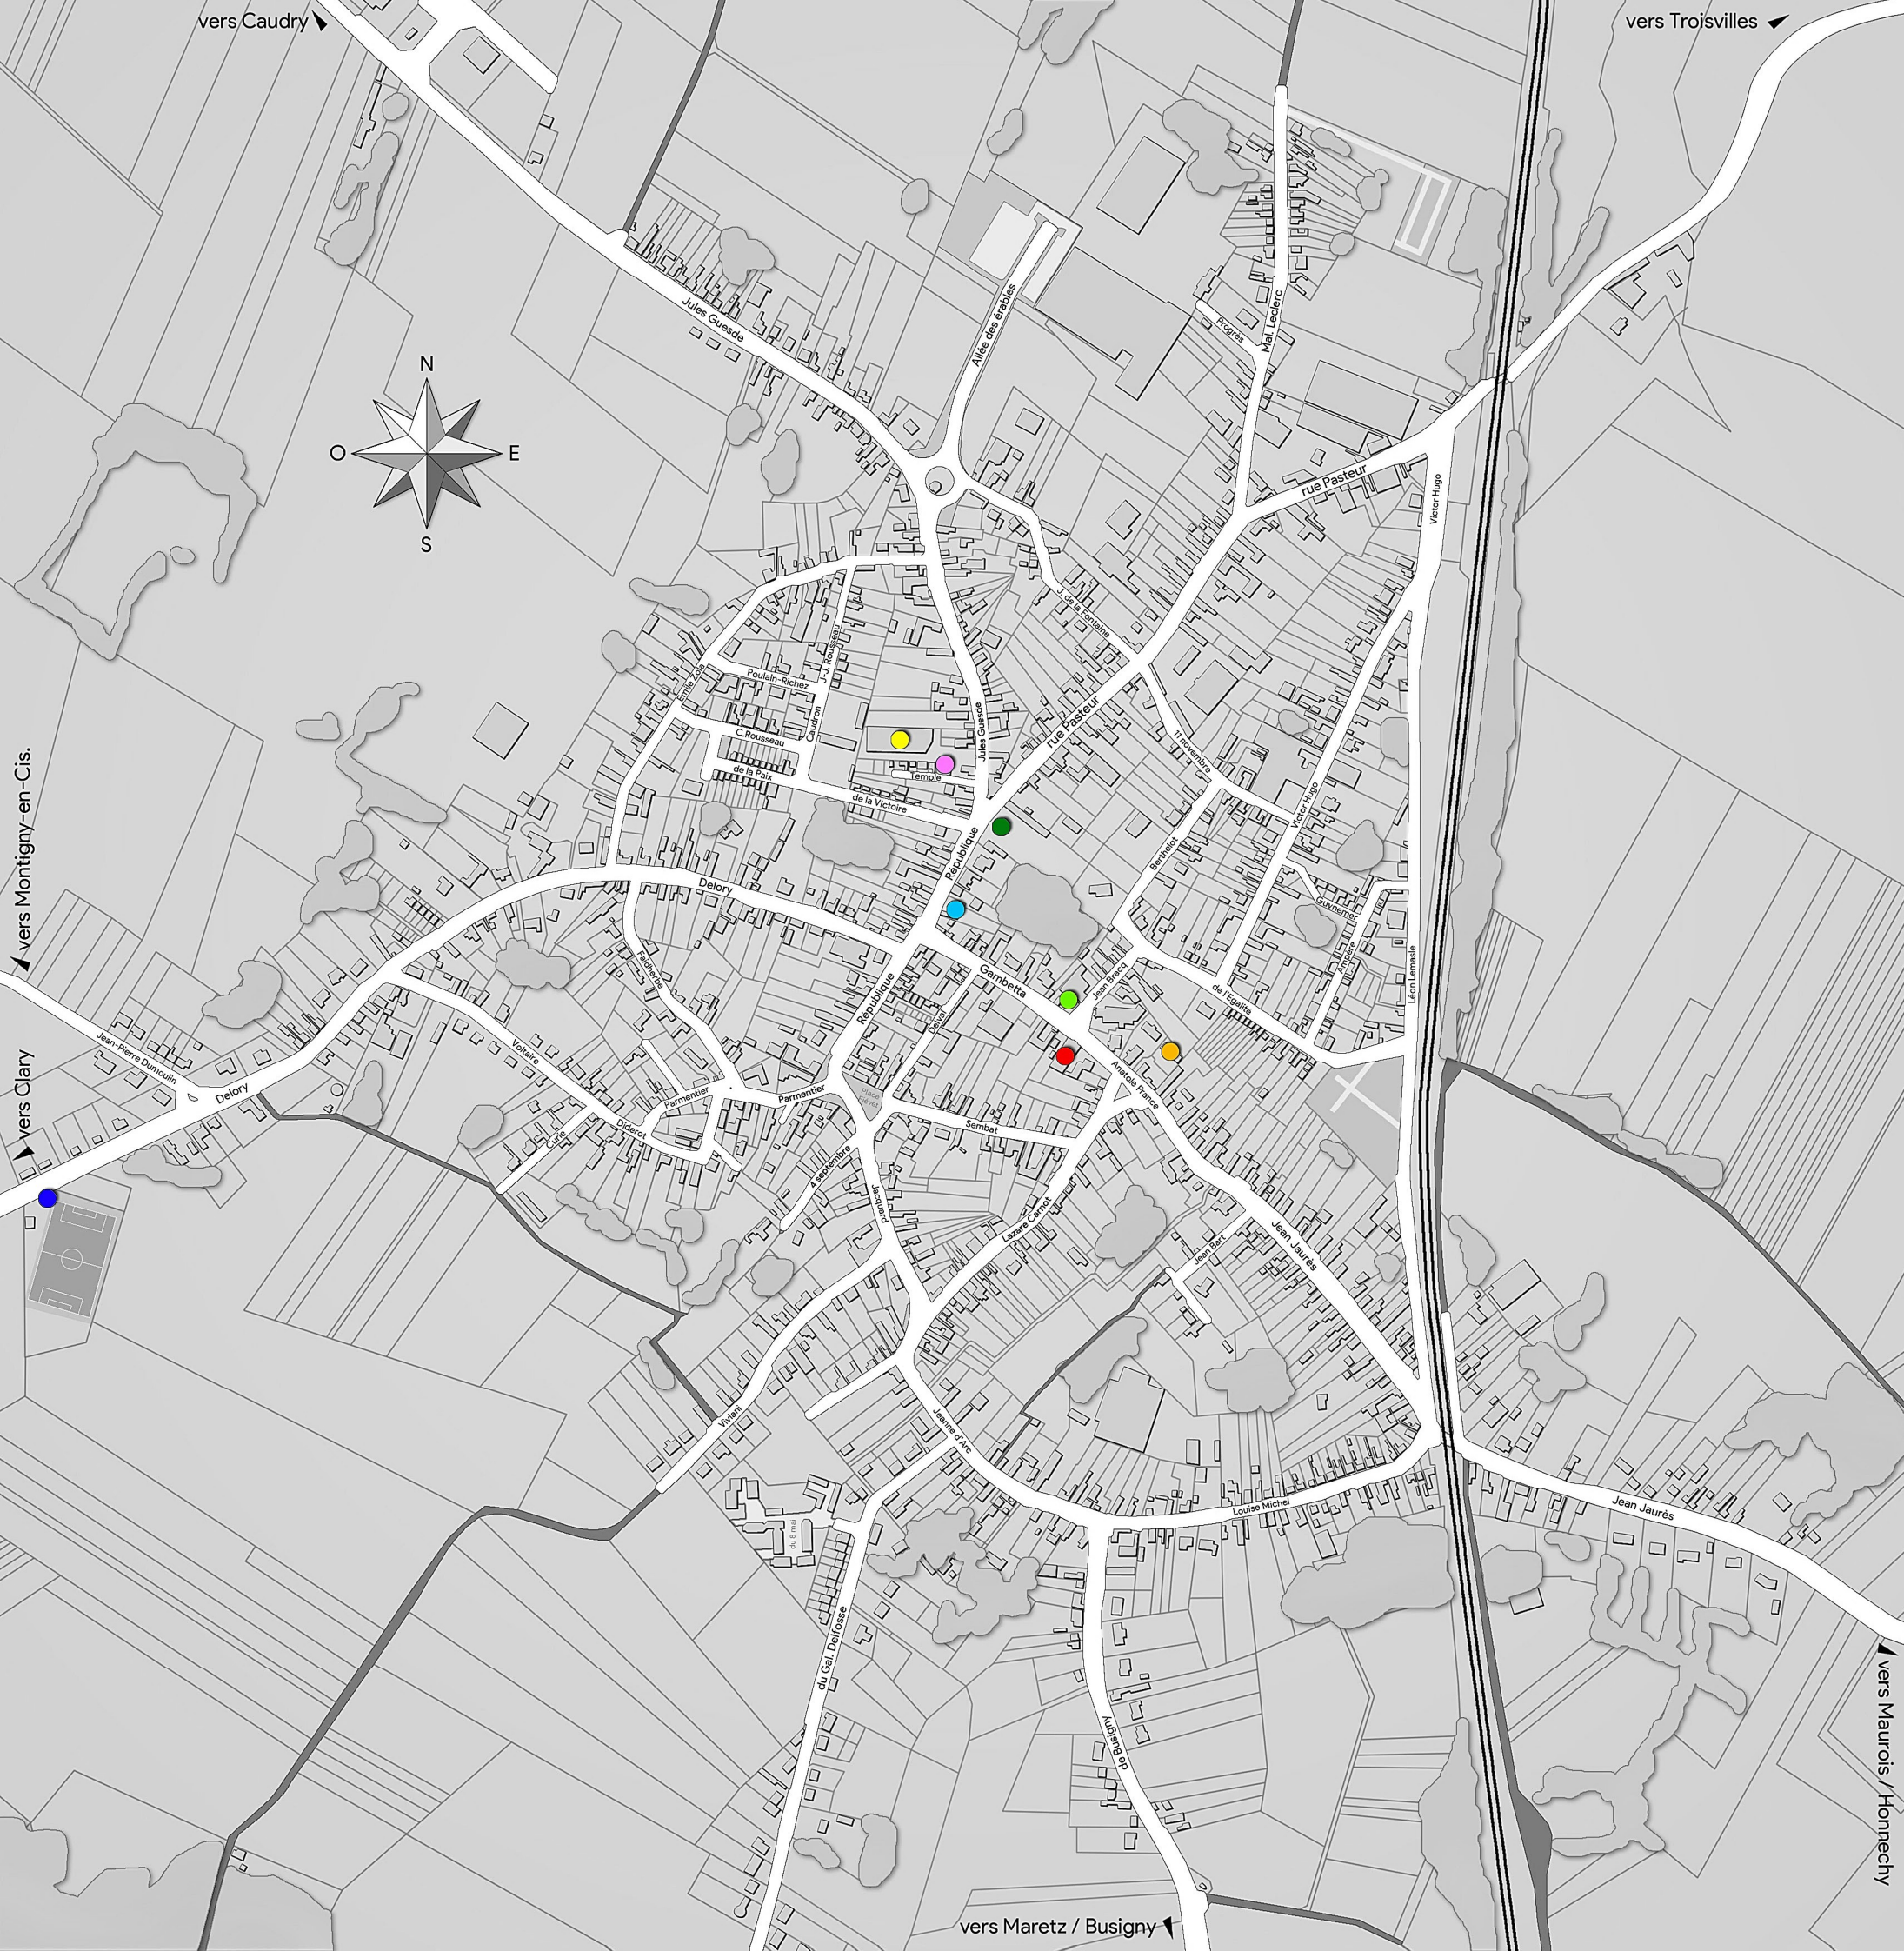 vers Caudry
vers Troisvilles
Jules Guesde
Allée des érables
Progrès
Mal. Leclerc
N
O
E
S
rue Pasteur
Victor Hugo
J. de la Fontaine
J-J. Rousseau
Emile Zola
Poulain-Richez
Caudron
C.Rousseau
de la Paix
Jules Guesde
rue Pasteur
11 novembre
Temple
de la Victoire
Victor Hugo
République
Berthelot
vers Montigny-en-Cis.
Delory
Guynemer
Ampère
Léon Lemasle
Faidherbe
Gambetta
Jean Bracq
de l'Egalité
République
Delval
Voltaire
Jean-Pierre Dumoulin
Delory
vers Clary
Parmentier
Parmentier
Anatole France
Diderot
Curie
Sembat
4 septembre
Jacquard
Lazare Carnot
Jean Bart
Jean Jaurès
Viviani
Jeanne d'Arc
Louise Michel
Jean Jaurès
du 8 mai
du Gal. Delfosse
de Busigny
vers Maurois / Honnechy
vers Maretz / Busigny